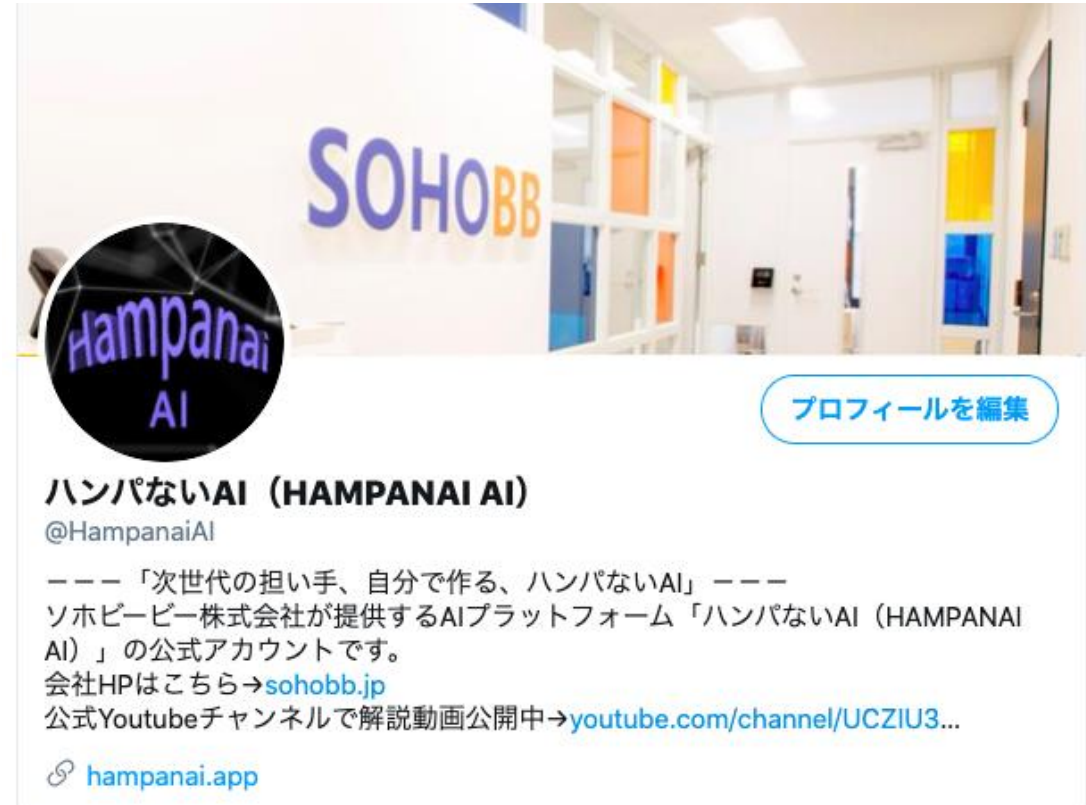 SOHOBB
Hampanai
AI
プロフィールを編集
ハンパないAI（HAMPANAI AI）
@HampanaiAI
ーーー「次世代の担い手、自分で作る、ハンパないAI」ーーー
ソホビービー株式会社が提供するAIプラットフォーム「ハンパないAI（HAMPANAI
AI）」の公式アカウントです。
会社HPはこちら→sohobb.jp
公式Youtubeチャンネルで解説動画公開中→youtube.com/channel/UCZIU3...
hampanai.app